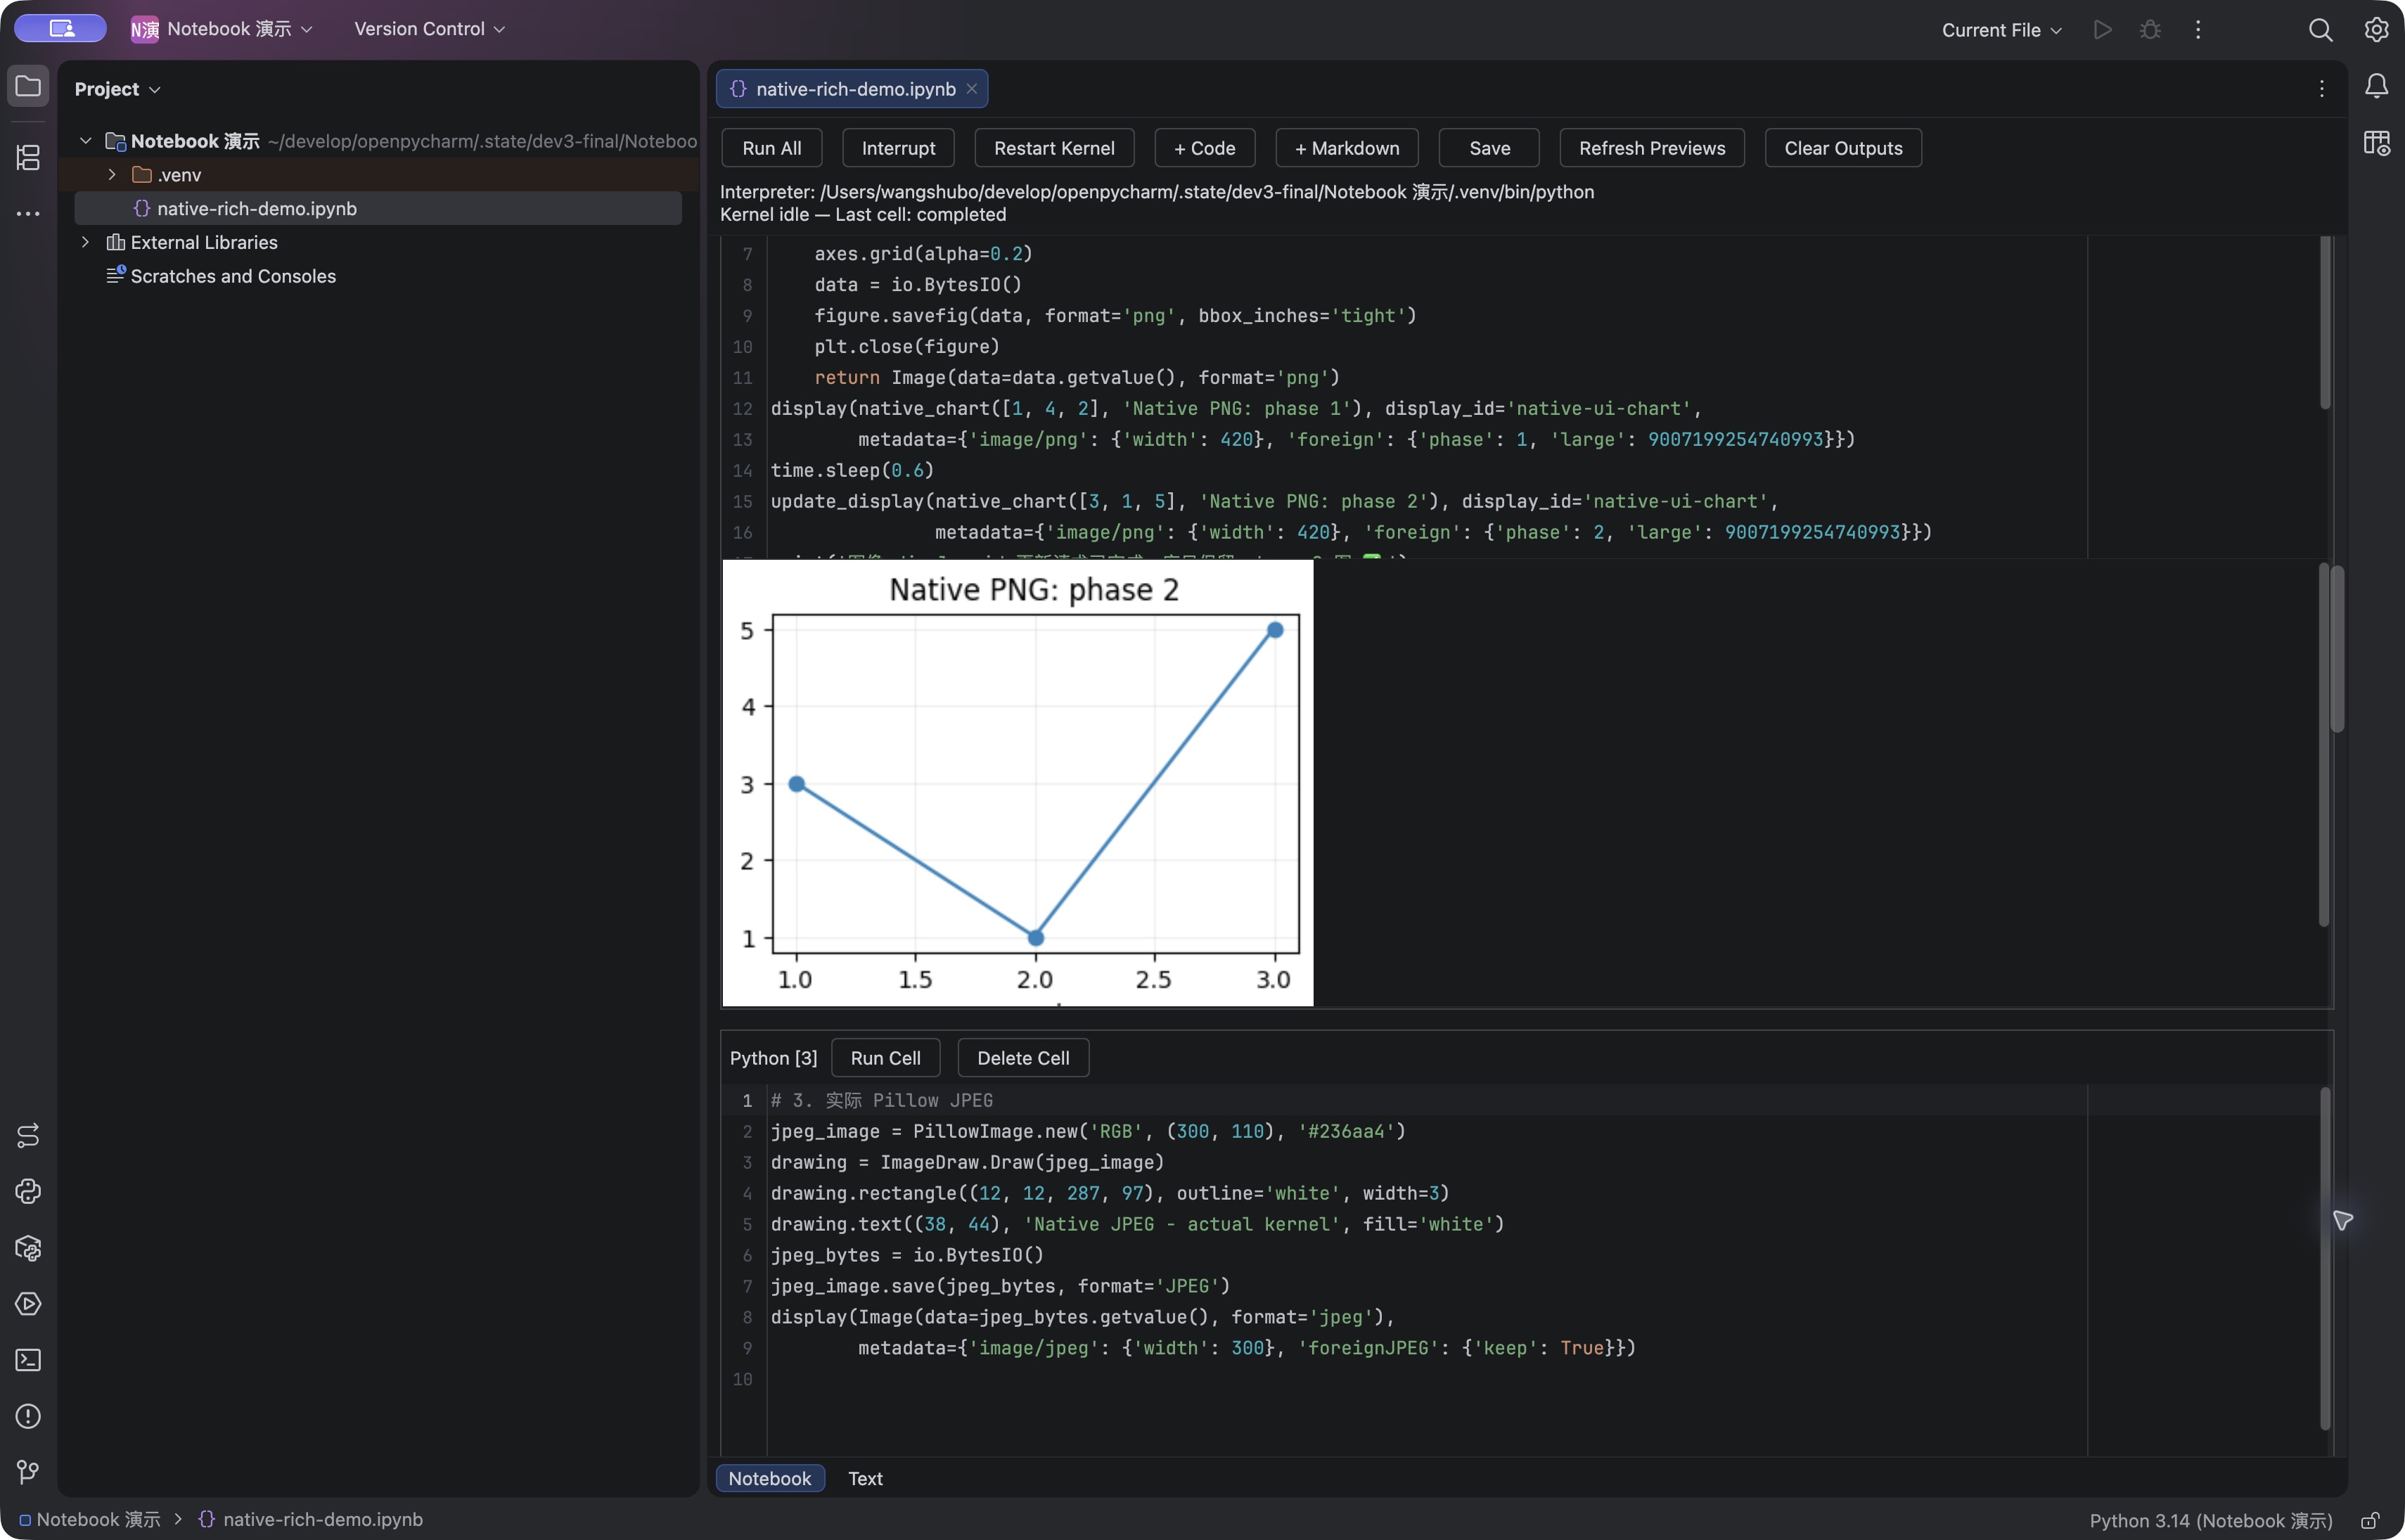 N演 Notebook 演示 Version Control Current File
Project
Notebook 演示 ~/develop/openpycharm/.state/dev3-final/Noteboo
.venv
native-rich-demo.ipynb
External Libraries
Scratches and Consoles
native-rich-demo.ipynb
Run All Interrupt Restart Kernel + Code + Markdown Save Refresh Previews Clear Outputs
Interpreter: /Users/wangshubo/develop/openpycharm/.state/dev3-final/Notebook 演示/.venv/bin/python
Kernel idle — Last cell: completed
7 axes.grid(alpha=0.2)
8 data = io.BytesIO()
9 figure.savefig(data, format='png', bbox_inches='tight')
10 plt.close(figure)
11 return Image(data=data.getvalue(), format='png')
12 display(native_chart([1, 4, 2], 'Native PNG: phase 1'), display_id='native-ui-chart',
13 metadata={'image/png': {'width': 420}, 'foreign': {'phase': 1, 'large': 9007199254740993}})
14 time.sleep(0.6)
15 update_display(native_chart([3, 1, 5], 'Native PNG: phase 2'), display_id='native-ui-chart',
16 metadata={'image/png': {'width': 420}, 'foreign': {'phase': 2, 'large': 9007199254740993}})
Native PNG: phase 2
5
4
3
2
1
1.0 1.5 2.0 2.5 3.0
Python [3] Run Cell Delete Cell
1 # 3. 实际 Pillow JPEG
2 jpeg_image = PillowImage.new('RGB', (300, 110), '#236aa4')
3 drawing = ImageDraw.Draw(jpeg_image)
4 drawing.rectangle((12, 12, 287, 97), outline='white', width=3)
5 drawing.text((38, 44), 'Native JPEG - actual kernel', fill='white')
6 jpeg_bytes = io.BytesIO()
7 jpeg_image.save(jpeg_bytes, format='JPEG')
8 display(Image(data=jpeg_bytes.getvalue(), format='jpeg'),
9 metadata={'image/jpeg': {'width': 300}, 'foreignJPEG': {'keep': True}})
10
Notebook Text
Notebook 演示 > native-rich-demo.ipynb
Python 3.14 (Notebook 演示)